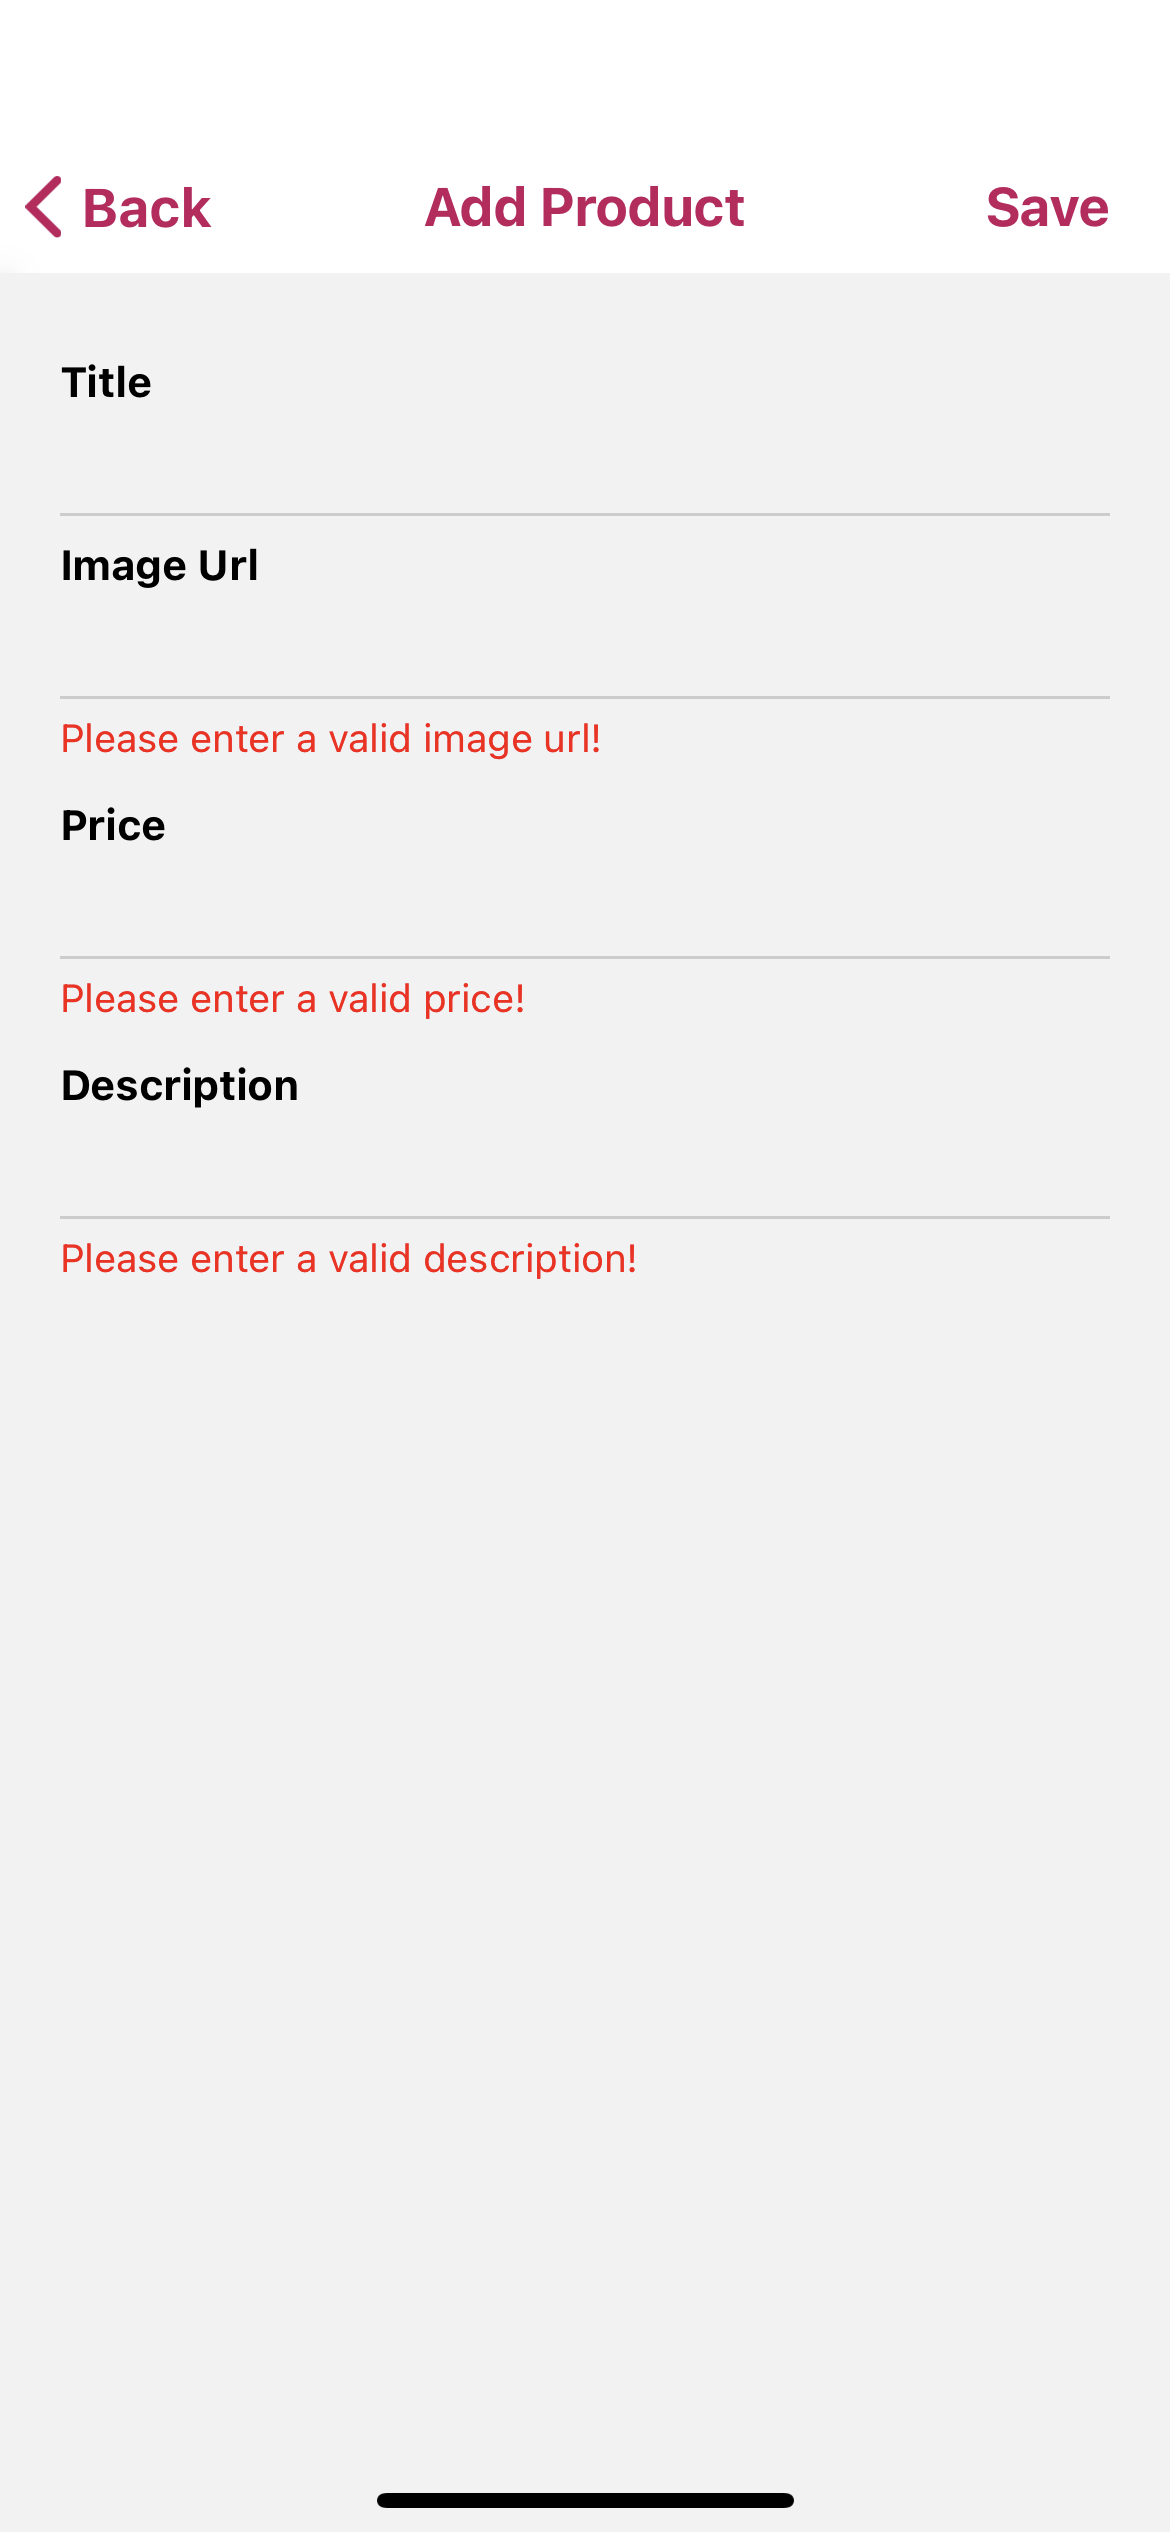 Back Add Product Save
Title
Image Url
Please enter a valid image url!
Price
Please enter a valid price!
Description
Please enter a valid description!